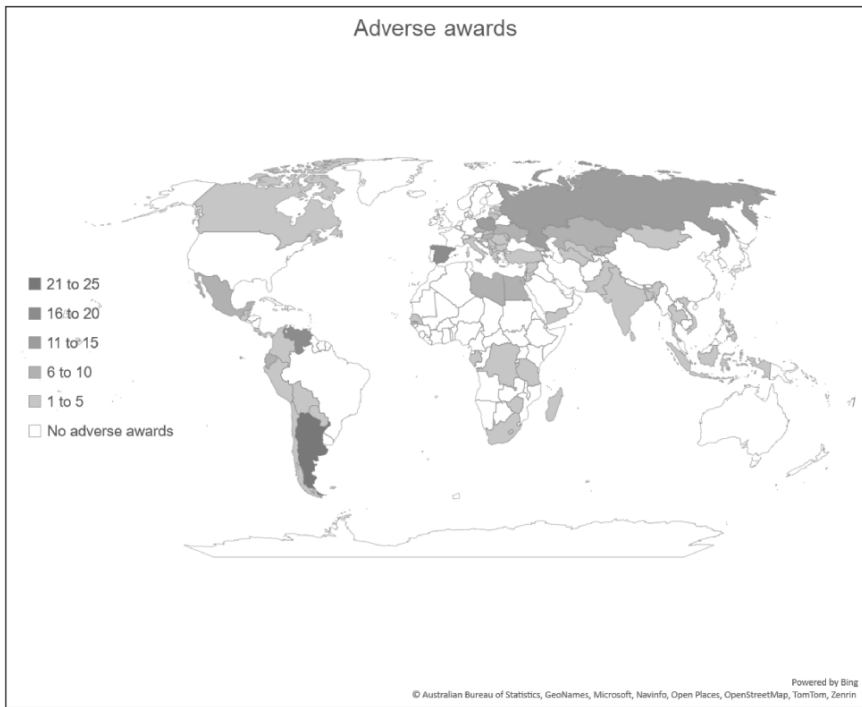 Adverse awards
21 to 25
16 to 20
11 to 15
6 to 10
1 to 5
No adverse awards
Powered by Bing
© Australian Bureau of Statistics, GeoNames, Microsoft, Navinfo, Open Places, OpenStreetMap, TomTom, Zenrin